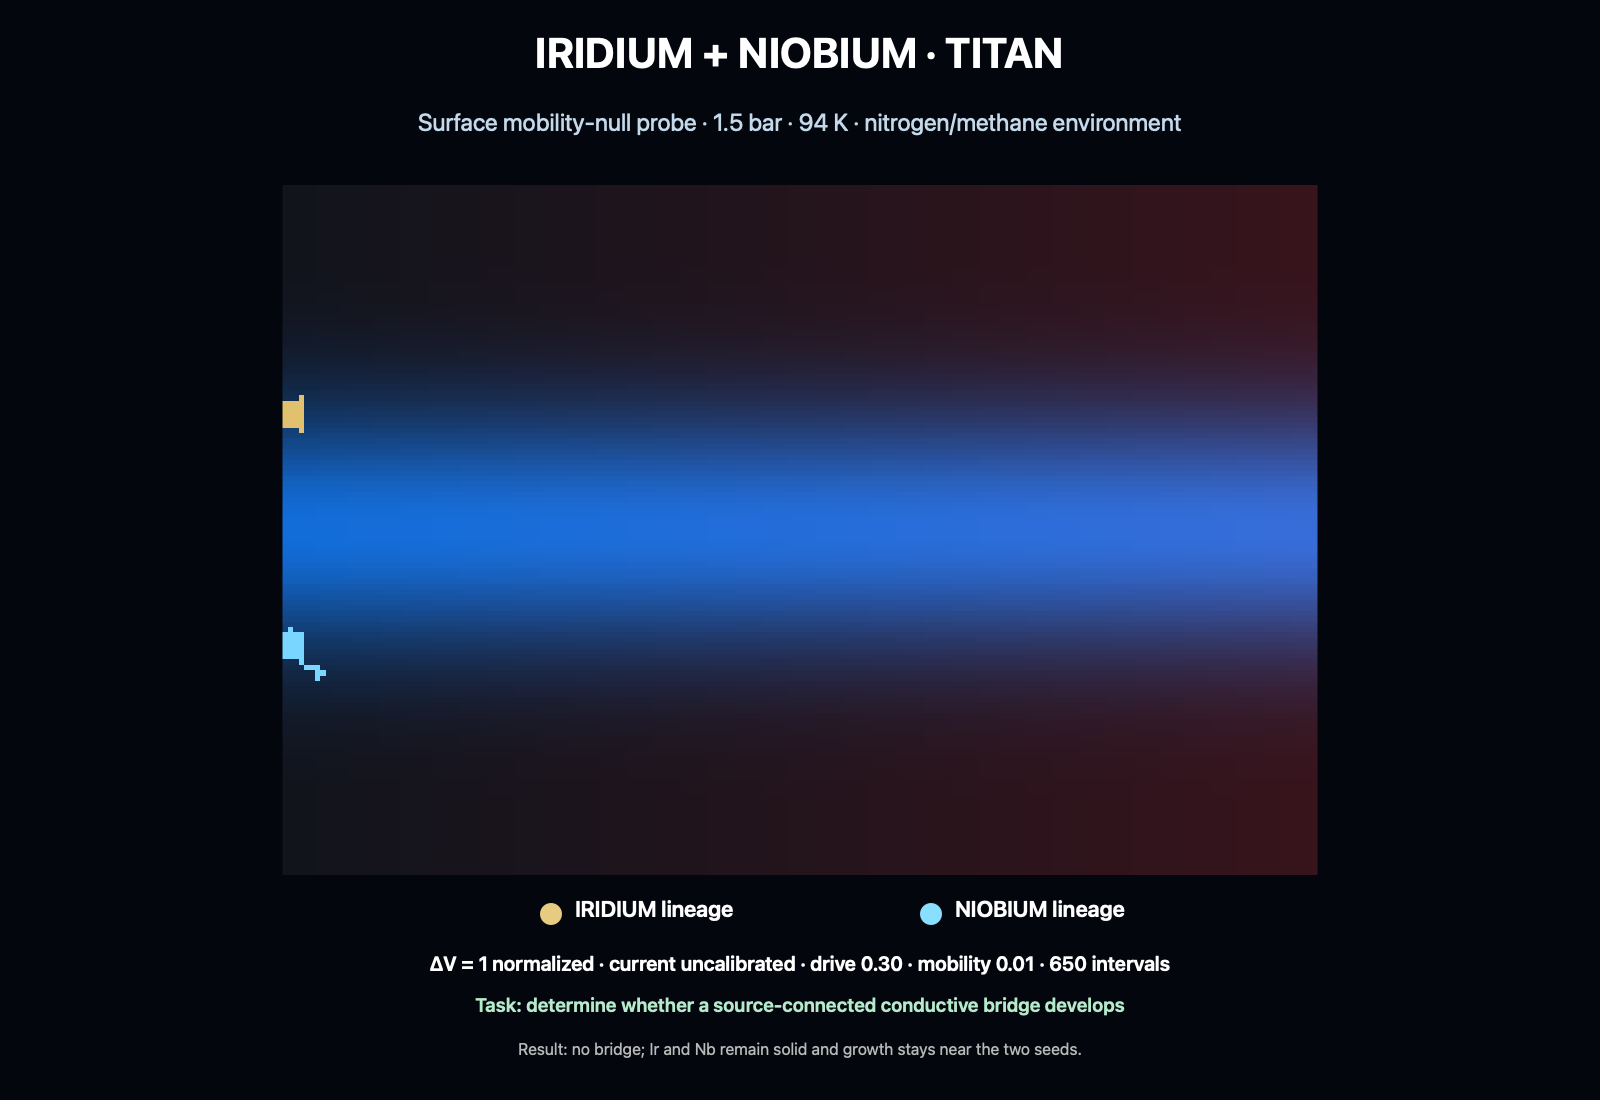 IRIDIUM + NIOBIUM · TITAN
Surface mobility-null probe · 1.5 bar · 94 K · nitrogen/methane environment
IRIDIUM lineage
NIOBIUM lineage
ΔV = 1 normalized · current uncalibrated · drive 0.30 · mobility 0.01 · 650 intervals
Task: determine whether a source-connected conductive bridge develops
Result: no bridge; Ir and Nb remain solid and growth stays near the two seeds.